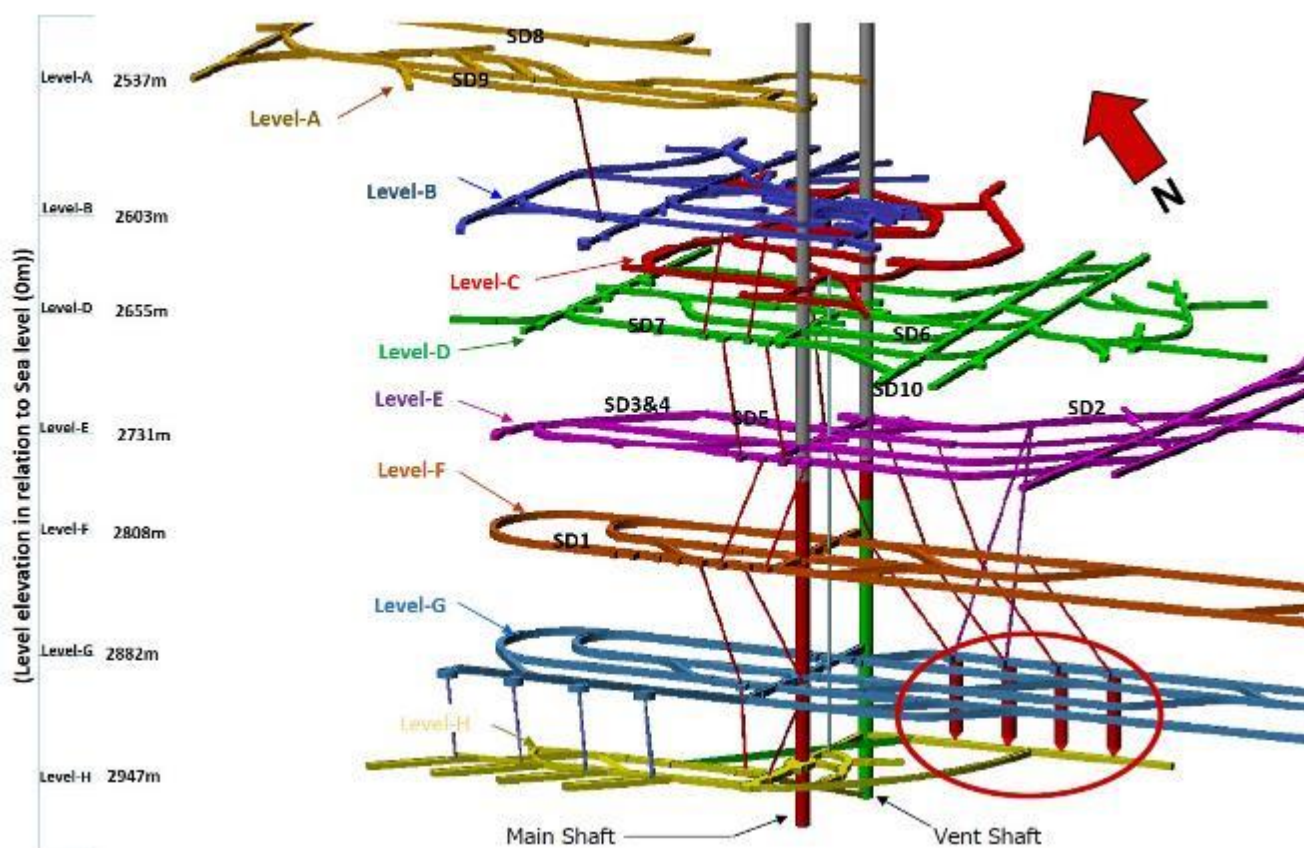 (Level elevation in relation to Sea level (0m))
Level-A 2537m
Level-B 2603m
Level-D 2655m
Level-E 2731m
Level-F 2808m
Level-G 2882m
Level-H 2947m
SD8
SD9
Level-A
Level-B
N
Level-C
SD7
SD6
Level-D
SD10
Level-E
SD3&4
SD5
SD2
Level-F
SD1
Level-G
Level-H
Main Shaft
Vent Shaft